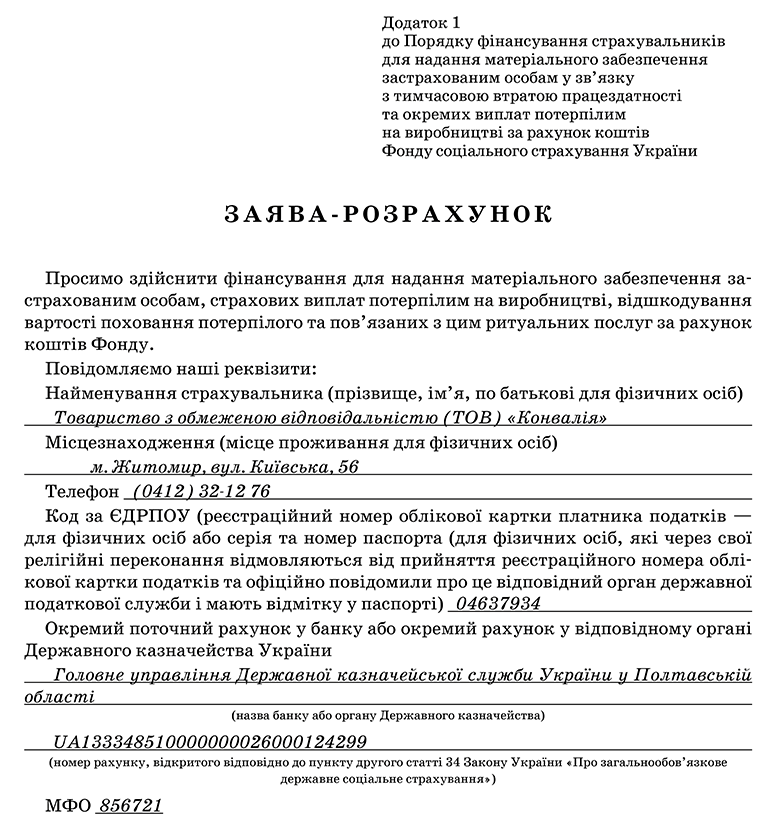 Додаток 1
до Порядку фінансування страхувальників
для надання матеріального забезпечення
застрахованим особам у зв’язку
з тимчасовою втратою працездатності
та окремих виплат потерпілим
на виробництві за рахунок коштів
Фонду соціального страхування України
ЗАЯВА-РОЗРАХУНОК
Просимо здійснити фінансування для надання матеріального забезпечення за-
страхованим особам, страхових виплат потерпілим на виробництві, відшкодування
вартості поховання потерпілого та пов’язаних з цим ритуальних послуг за рахунок
коштів Фонду.
Повідомляємо наші реквізити:
Найменування страхувальника (прізвище, ім’я, по батькові для фізичних осіб)
Товариство з обмеженою відповідальністю (ТОВ) «Конвалія»
Місцезнаходження (місце проживання для фізичних осіб)
м. Житомир, вул. Київська, 56
Телефон (0412) 32-12 76
Код за ЄДРПОУ (реєстраційний номер облікової картки платника податків —
для фізичних осіб або серія та номер паспорта (для фізичних осіб, які через свої
релігійні переконання відмовляються від прийняття реєстраційного номера облі-
кової картки податків та офіційно повідомили про це відповідний орган державної
податкової служби і мають відмітку у паспорті) 04637934
Окремий поточний рахунок у банку або окремий рахунок у відповідному органі
Державного казначейства України
Головне управління Державної казначейської служби України у Полтавській
області
(назва банку або органу Державного казначейства)
UA1333485100000000026000124299
(номер рахунку, відкритого відповідно до пункту другого статті 34 Закону України «Про загальнообов’язкове
державне соціальне страхування»)
МФО 856721